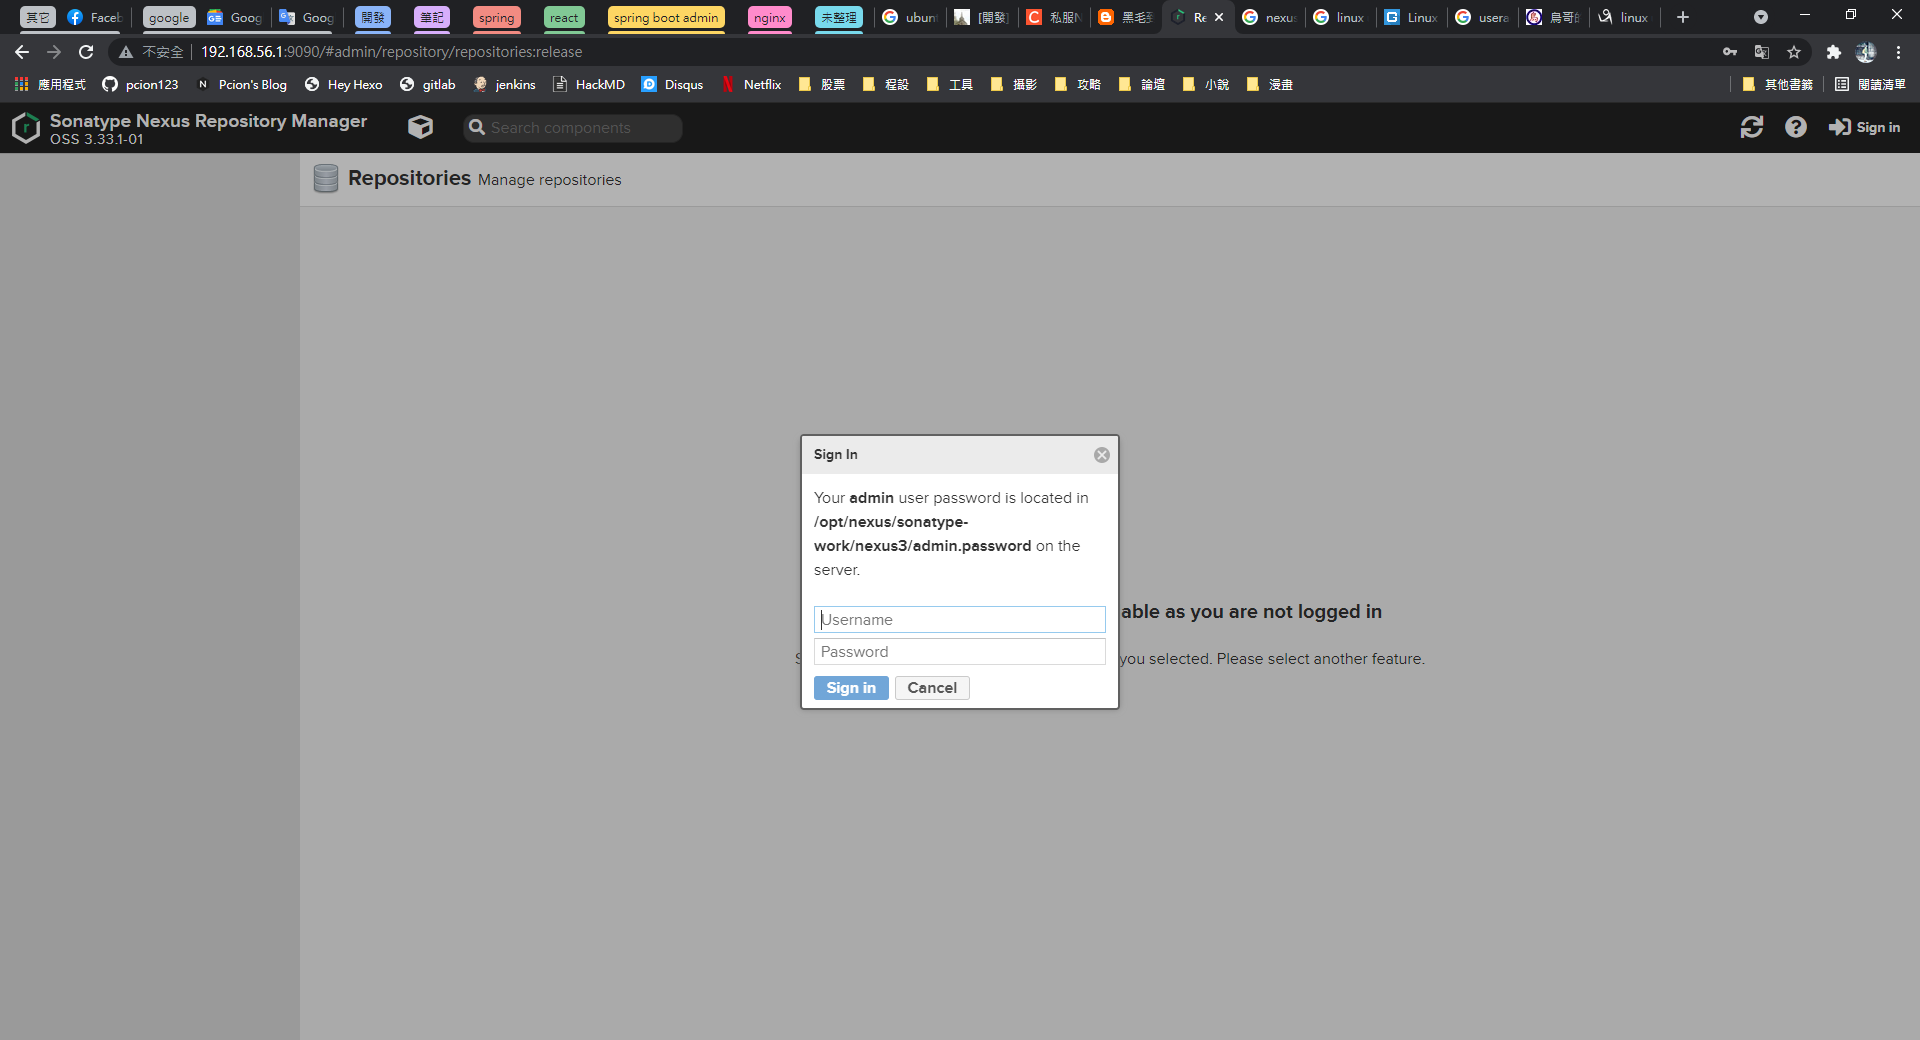 其它
Faceb
google
Goog
Goog
開發
筆記
spring
react
spring boot admin
nginx
未整理
ubunt
[開發]
私服N
黑毛到
Re
nexus
linux
Linux
usera
鳥哥的
linux
不安全
192.168.56.1:9090/#admin/repository/repositories:release
應用程式
pcion123
Pcion's Blog
Hey Hexo
gitlab
jenkins
HackMD
Disqus
Netflix
股票
程設
工具
攝影
攻略
論壇
小說
漫畫
其他書籤
閱讀清單
Sonatype Nexus Repository Manager
OSS 3.33.1-01
Search components
Sign in
Repositories Manage repositories
Sign In
Your admin user password is located in
/opt/nexus/sonatype-
work/nexus3/admin.password on the
server.
Username
able as you are not logged in
Password
you selected. Please select another feature.
Sign in
Cancel